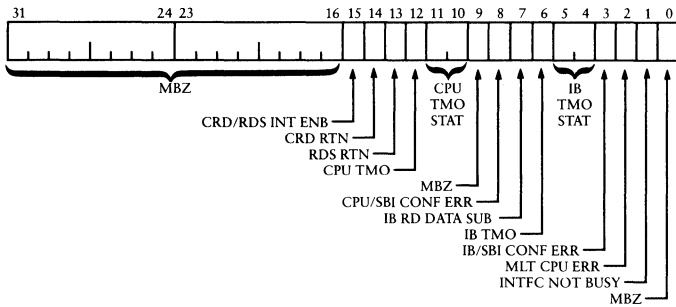 31 24 23 16 15 14 13 12 11 10 9 8 7 6 5 4 3 2 1 0
MBZ
CPU
TMO
STAT
IB
TMO
STAT
CRD/RDS INT ENB
CRD RTN
RDS RTN
CPU TMO
MBZ
CPU/SBI CONF ERR
IB RD DATA SUB
IB TMO
IB/SBI CONF ERR
MLT CPU ERR
INTFC NOT BUSY
MBZ